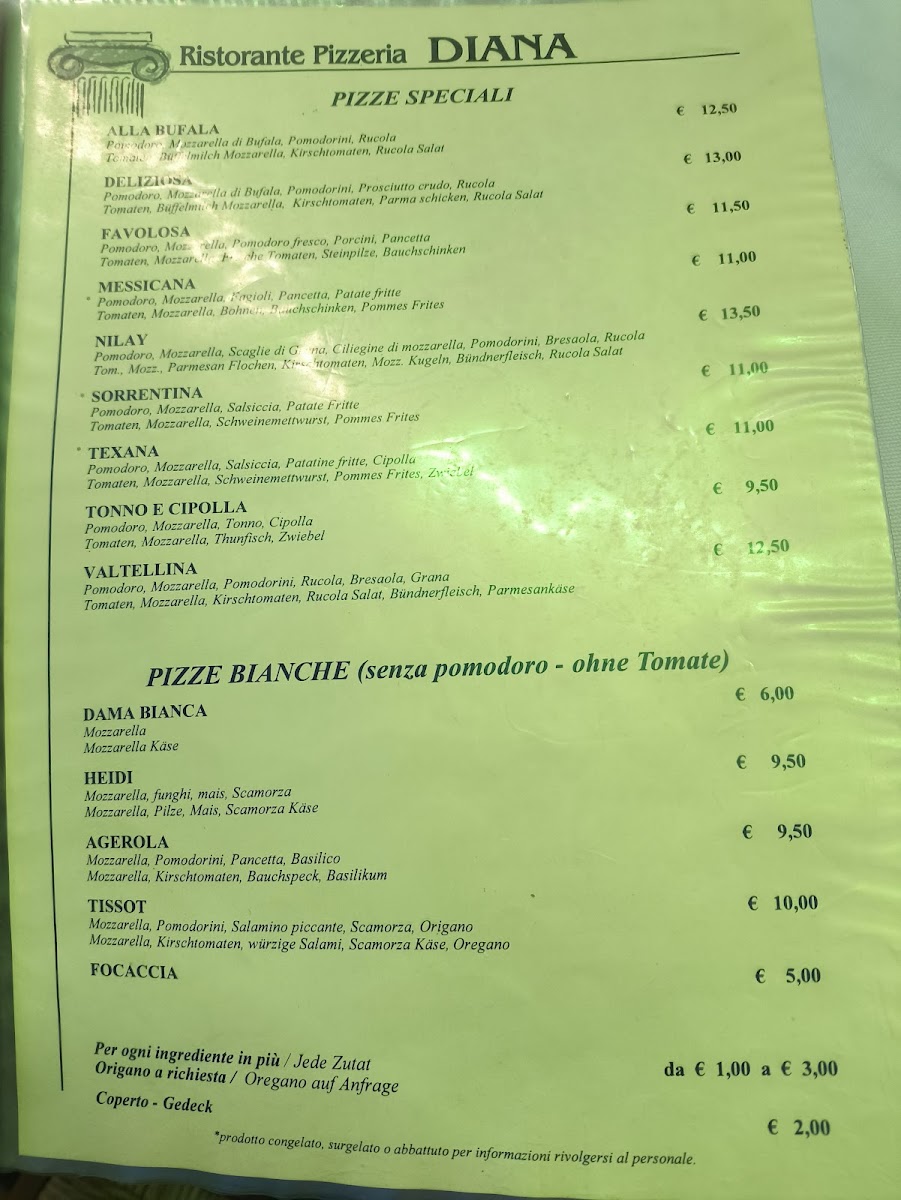 Ristorante Pizzeria DIANA
PIZZE SPECIALI
ALLA BUFALA € 12,50
Pomodoro, Mozzarella di Bufala, Pomodorini, Rucola
Büffelmilch Mozzarella, Kirschtomaten, Rucola Salat
DELIZIOSA € 13,00
Pomodoro, Mozzarella di Bufala, Pomodorini, Prosciutto crudo, Rucola
Tomaten, Büffelmilch Mozzarella, Kirschtomaten, Parma schicken, Rucola Salat
FAVOLOSA € 11,50
Pomodoro, Mozzarella, Pomodoro fresco, Porcini, Pancetta
Tomaten, Mozzarella, Tomaten, Steinpilze, Bauchschinken
MESSICANA € 11,00
* Pomodoro, Mozzarella, Fagioli, Pancetta, Patate fritte
Tomaten, Mozzarella, Bohnen, Bauchschinken, Pommes Frites
NILAY € 13,50
Pomodoro, Mozzarella, Scaglie di Grana, Ciliegine di mozzarella, Pomodorini, Bresaola, Rucola
Tom., Mozz., Parmesan Flochen, Kirschtomaten, Mozz. Kugeln, Bündnerfleisch, Rucola Salat
* SORRENTINA € 11,00
Pomodoro, Mozzarella, Salsiccia, Patate Fritte
Tomaten, Mozzarella, Schweinemettwurst, Pommes Frites
* TEXANA € 11,00
Pomodoro, Mozzarella, Salsiccia, Patatine fritte, Cipolla
Tomaten, Mozzarella, Schweinemettwurst, Pommes Frites, Zwiebel
TONNO E CIPOLLA € 9,50
Pomodoro, Mozzarella, Tonno, Cipolla
Tomaten, Mozzarella, Thunfisch, Zwiebel
VALTELLINA € 12,50
Pomodoro, Mozzarella, Pomodorini, Rucola, Bresaola, Grana
Tomaten, Mozzarella, Kirschtomaten, Rucola Salat, Bündnerfleisch, Parmesankäse
PIZZE BIANCHE (senza pomodoro - ohne Tomate)
DAMA BIANCA € 6,00
Mozzarella
Mozzarella Käse
HEIDI € 9,50
Mozzarella, funghi, mais, Scamorza
Mozzarella, Pilze, Mais, Scamorza Käse
AGEROLA € 9,50
Mozzarella, Pomodorini, Pancetta, Basilico
Mozzarella, Kirschtomaten, Bauchspeck, Basilikum
TISSOT € 10,00
Mozzarella, Pomodorini, Salamino piccante, Scamorza, Origano
Mozzarella, Kirschtomaten, würzige Salami, Scamorza Käse, Oregano
FOCACCIA € 5,00
Per ogni ingrediente in più / Jede Zutat da € 1,00 a € 3,00
Origano a richiesta / Oregano auf Anfrage
Coperto - Gedeck € 2,00
*prodotto congelato, surgelato o abbattuto per informazioni rivolgersi al personale.